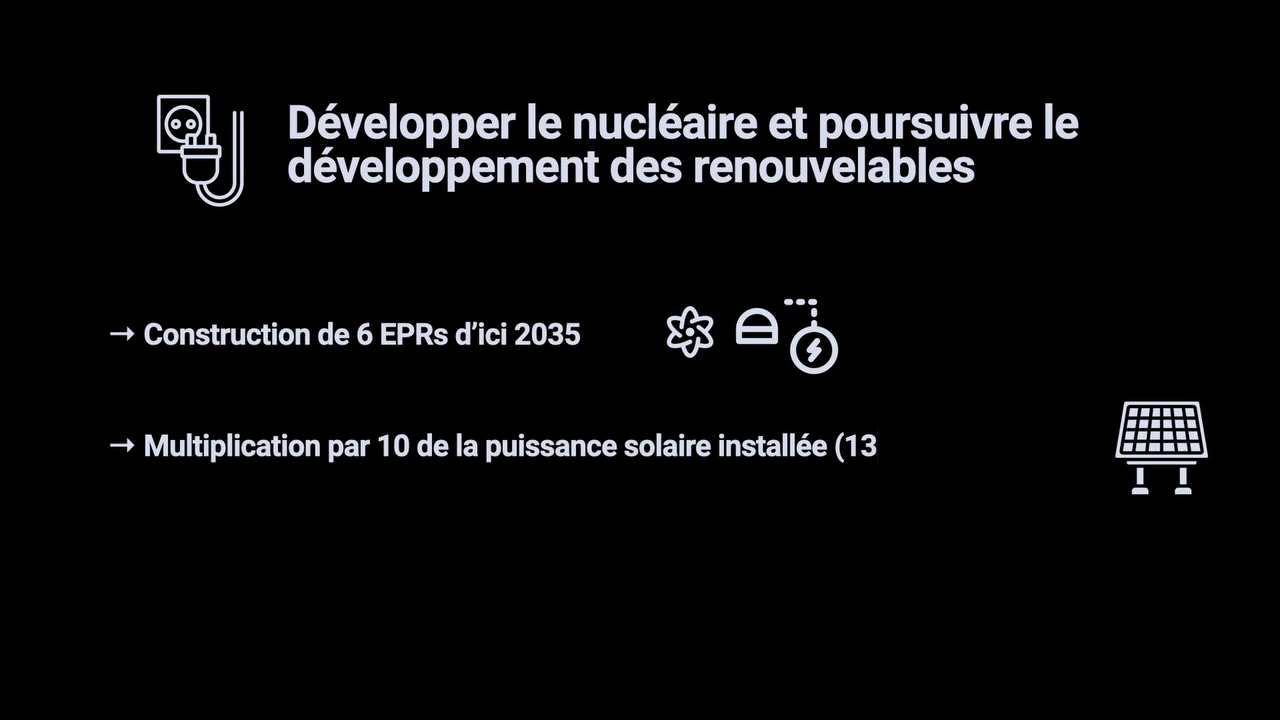 Développer le nucléaire et poursuivre le
développement des renouvelables
→ Construction de 6 EPRs d’ici 2035
→ Multiplication par 10 de la puissance solaire installée (13